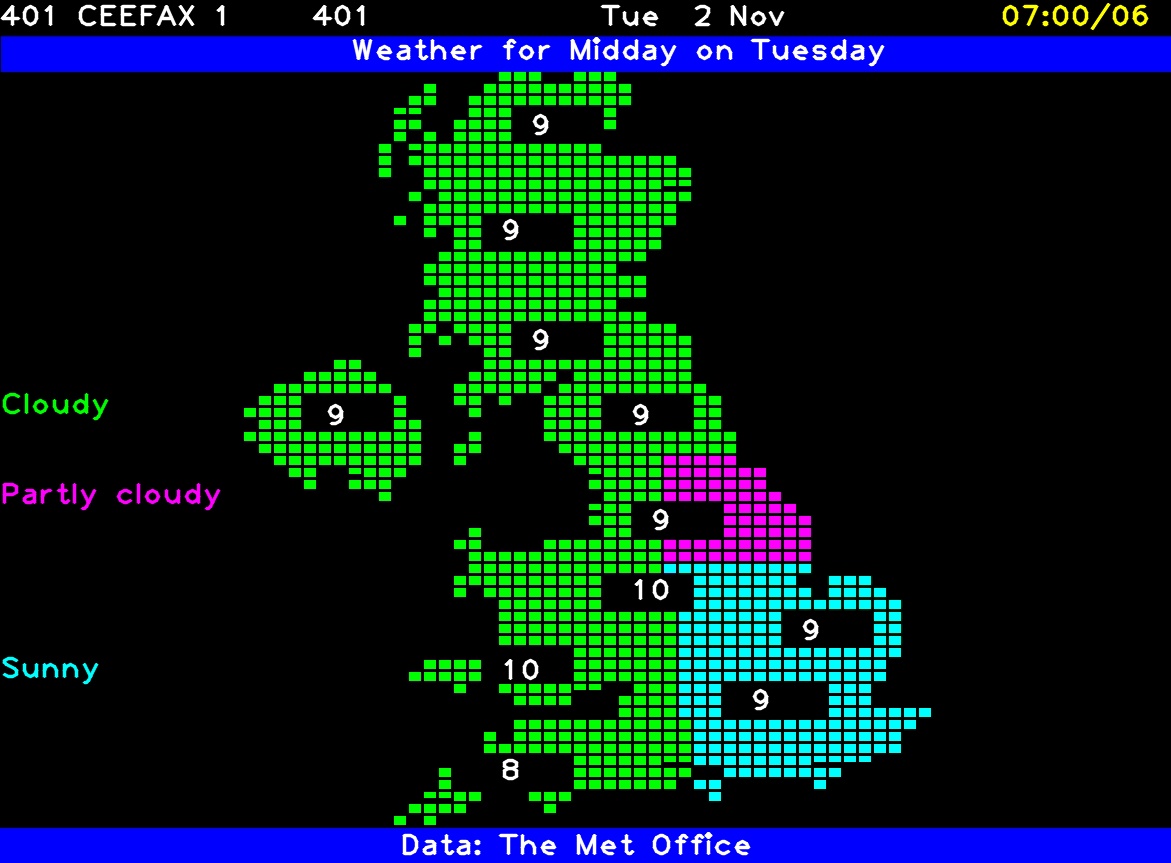 401 CEEFAX 1 401 Tue 2 Nov 07:00/06
Weather for Midday on Tuesday
9
9
9
Cloudy
9 9
Partly cloudy
9
10
9
Sunny
10
9
8
Data: The Met Office